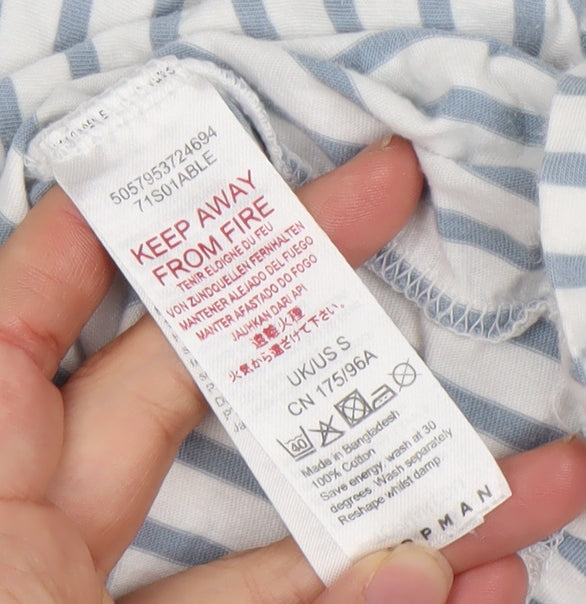 5057953724694
71S01ABLE
KEEP AWAY
FROM FIRE
TENIR ELOIGNE DU FEU
VON ZUNDQUELLEN FERNHALTEN
MANTENER ALEJADO DEL FUEGO
MANTER AFASTADO DO FOGO
JAUHKAN DARI API
遠離火種
火気から遠ざけて下さい。
UK/US S
CN 175/96A
40
Made in Bangladesh
100% Cotton
Save energy, wash at 30
degrees. Wash separately
Reshape whilst damp.
OPMAN